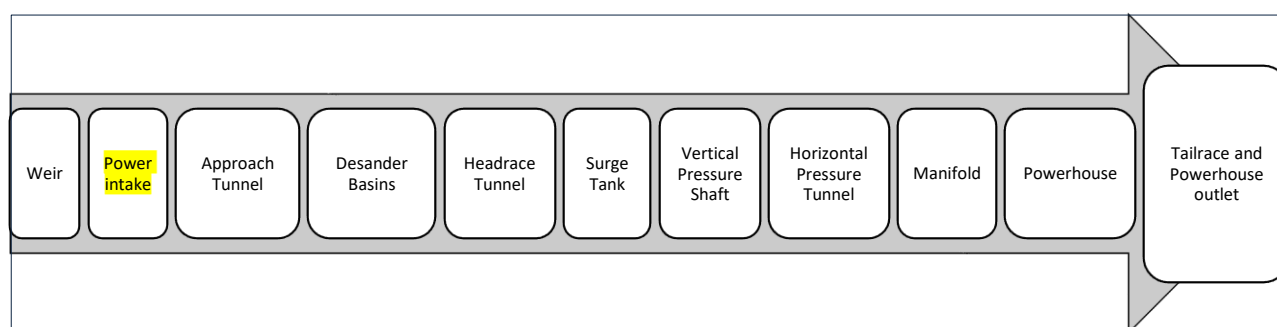 Weir
Power
intake
Approach
Tunnel
Desander
Basins
Headrace
Tunnel
Surge
Tank
Vertical
Pressure
Shaft
Horizontal
Pressure
Tunnel
Manifold
Powerhouse
Tailrace and
Powerhouse
outlet